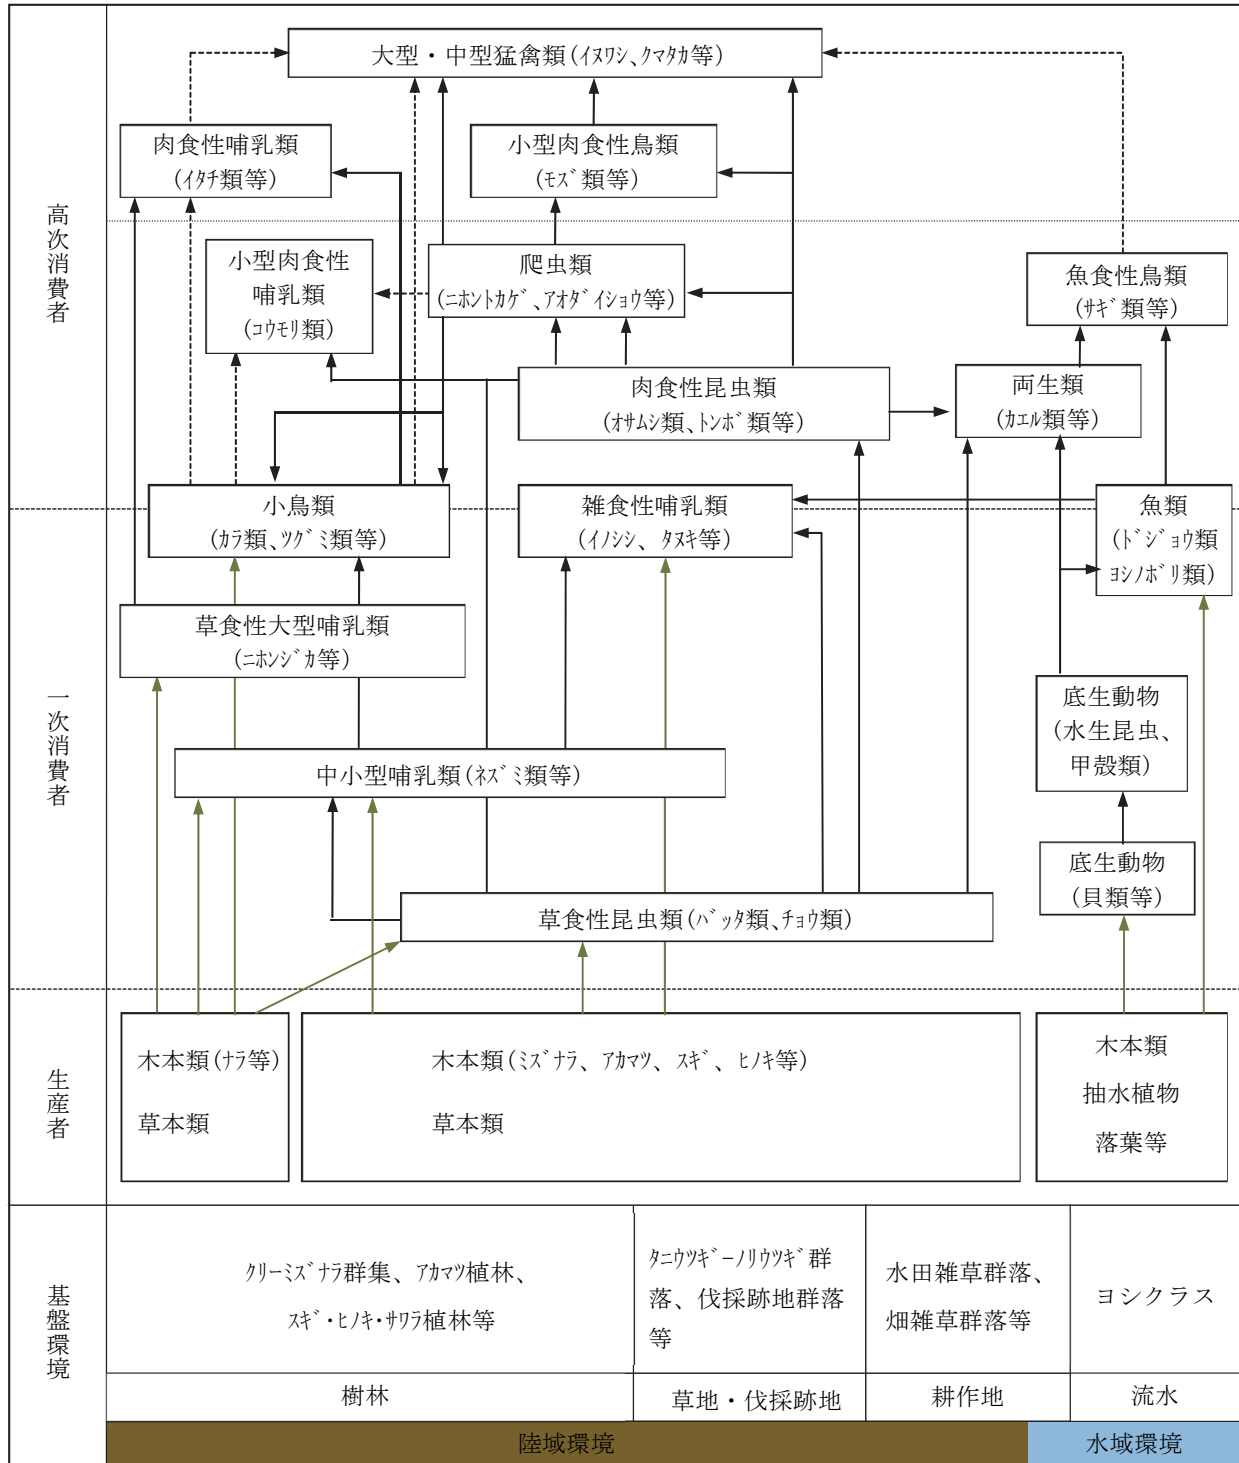 高次消費者
大型・中型猛禽類(ｲﾇﾜｼ、ｸﾏﾀｶ等)
肉食性哺乳類
(ｲﾀﾁ類等)
小型肉食性鳥類
(ﾓｽﾞ類等)
小型肉食性
哺乳類
(ｺｳﾓﾘ類)
爬虫類
(ﾆﾎﾝﾄｶｹﾞ、ｱｵﾀﾞｲｼｮｳ等)
魚食性鳥類
(ｻｷﾞ類等)
肉食性昆虫類
(ｵｻﾑｼ類、ﾄﾝﾎﾞ類等)
両生類
(ｶｴﾙ類等)
一次消費者
小鳥類
(ｶﾗ類、ﾂｸﾞﾐ類等)
雑食性哺乳類
(ｲﾉｼｼ、ﾀﾇｷ等)
魚類
(ﾄﾞｼﾞｮｳ類
ﾖｼﾉﾎﾞﾘ類)
草食性大型哺乳類
(ﾆﾎﾝｼﾞｶ等)
底生動物
(水生昆虫、
甲殻類)
中小型哺乳類(ﾈｽﾞﾐ類等)
底生動物
(貝類等)
草食性昆虫類(ﾊﾞｯﾀ類、ﾁｮｳ類)
生産者
木本類(ﾅﾗ等)
草本類
木本類(ﾐｽﾞﾅﾗ、ｱｶﾏﾂ、ｽｷﾞ、ﾋﾉｷ等)
草本類
木本類
抽水植物
落葉等
基盤環境
ｸﾘｰﾐｽﾞﾅﾗ群集、ｱｶﾏﾂ植林、
ｽｷﾞ・ﾋﾉｷ・ｻﾜﾗ植林等
ﾀﾆｳﾂｷﾞｰﾉﾘｳﾂｷﾞ群
落、伐採跡地群落
等
水田雑草群落、
畑雑草群落等
ヨシクラス
樹林
草地・伐採跡地
耕作地
流水
陸域環境
水域環境